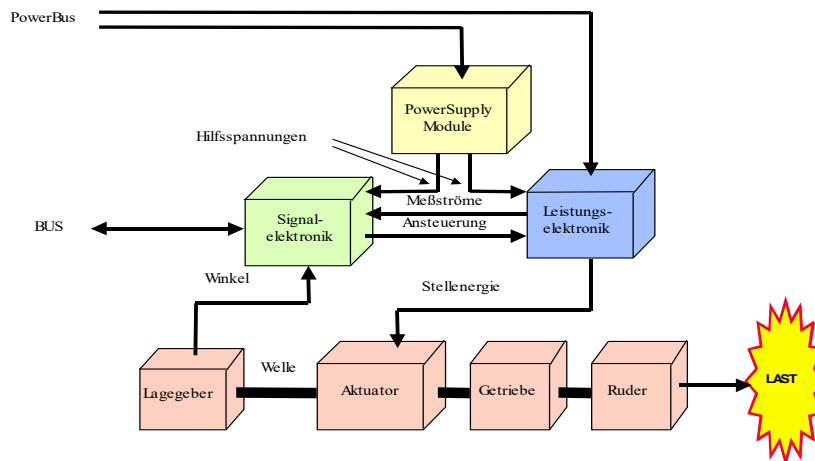 PowerBus
PowerSupply
Module
Hilfsspannungen
Meßströme
Ansteuerung
Signal-
elektronik
Leistungs-
elektronik
BUS
Winkel
Stellenergie
Welle
Lagegeber
Aktuator
Getriebe
Ruder
LAST